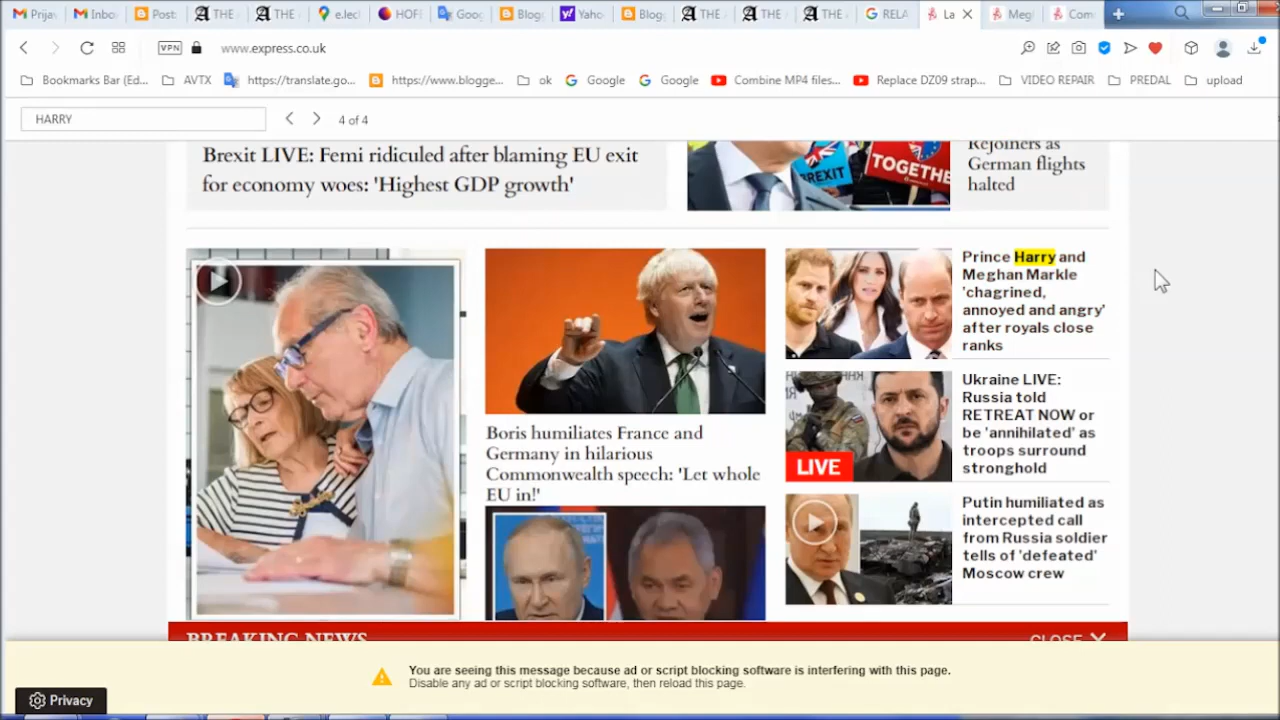 Prija
Inbo
Post:
THE
THE
e.lec
HOFF
Goo
Blog
Yaho
Blog
THE
THE
THE
RELA
La
Meg
Com
VPN
www.express.co.uk
Bookmarks Bar (Ed...
AVTX
https://translate.go...
https://www.blogge...
ok
Google
Google
Combine MP4 files...
Replace DZ09 strap...
VIDEO REPAIR
PREDAL
upload
HARRY
4 of 4
Brexit LIVE: Femi ridiculed after blaming EU exit
for economy woes: 'Highest GDP growth'
BREXIT
TOGETHE
Rejoiners as
German flights
halted
Boris humiliates France and
Germany in hilarious
Commonwealth speech: 'Let whole
EU in!'
Prince Harry and
Meghan Markle
'chagrined,
annoyed and angry'
after royals close
ranks
LIVE
Ukraine LIVE:
Russia told
RETREAT NOW or
be 'annihilated' as
troops surround
stronghold
Putin humiliated as
intercepted call
from Russia soldier
tells of 'defeated'
Moscow crew
BREAKING NEWS
CLOSE
You are seeing this message because ad or script blocking software is interfering with this page.
Disable any ad or script blocking software, then reload this page.
Privacy